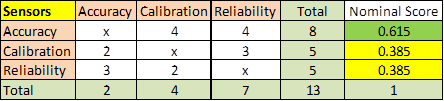 Sensors Accuracy Calibration Reliability Total Nominal Score
Accuracy x 4 4 8 0.615
Calibration 2 x 3 5 0.385
Reliability 3 2 x 5 0.385
Total 2 4 7 13 1